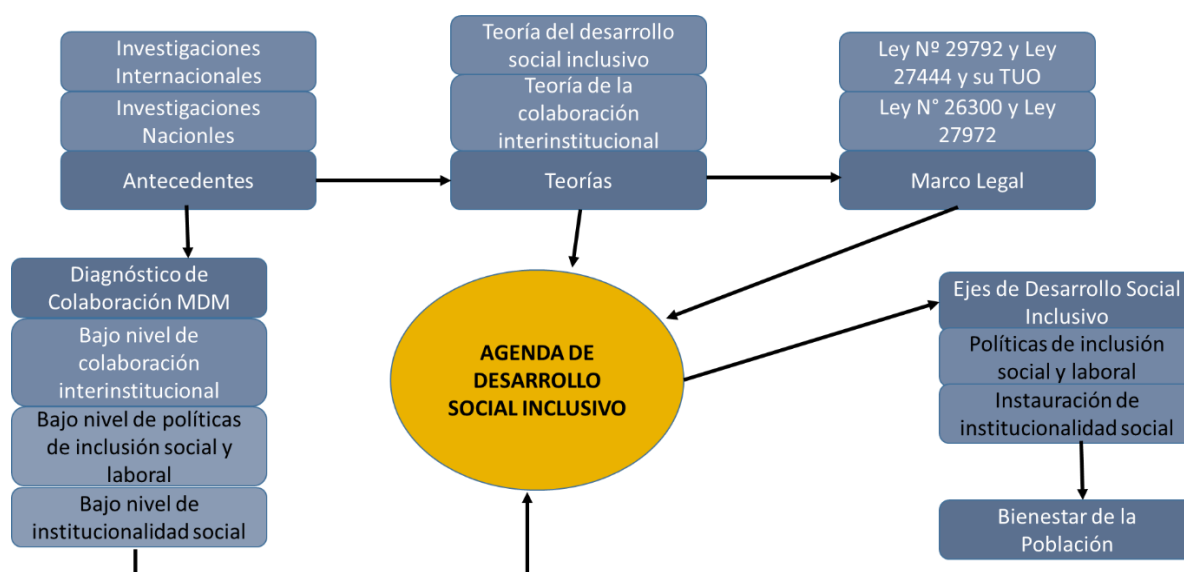 Investigaciones
Internacionales
Investigaciones
Nacionles
Antecedentes
Teoría del desarrollo
social inclusivo
Teoría de la
colaboración
interinstitucional
Teorías
Ley Nº 29792 y Ley
27444 y su TUO
Ley N° 26300 y Ley
27972
Marco Legal
Diagnóstico de
Colaboración MDM
Bajo nivel de
colaboración
interinstitucional
Bajo nivel de políticas
de inclusión social y
laboral
Bajo nivel de
institucionalidad social
AGENDA DE
DESARROLLO
SOCIAL INCLUSIVO
Ejes de Desarrollo Social
Inclusivo
Políticas de inclusión
social y laboral
Instauración de
institucionalidad social
Bienestar de la
Población